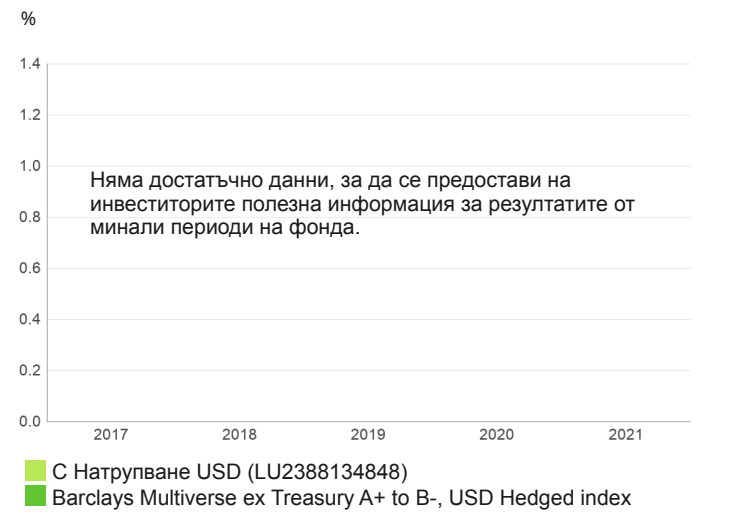 %
1.4
1.2
1.0
Няма достатъчно данни, за да се предостави на
инвеститорите полезна информация за резултатите от
0.8
минали периоди на фонда.
0.6
0.4
0.2
0.0
2017 2018 2019 2020 2021
C Натрупване USD (LU2388134848)
Barclays Multiverse ex Treasury A+ to B-, USD Hedged index